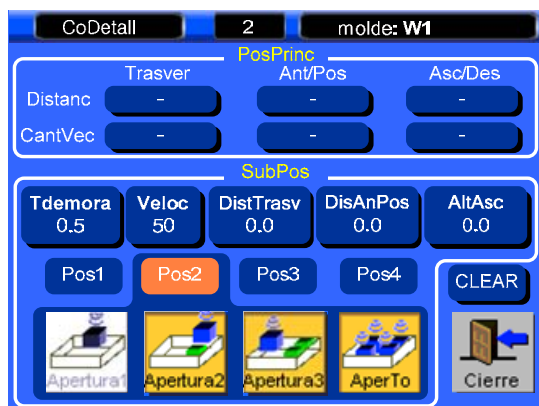 CoDetall 2 molde: W1
PosPrinc
Trasver Ant/Pos Asc/Des
Distanc - - -
CantVec - - -
SubPos
Tdemora Veloc DistTrasv DisAnPos AltAsc
0.5 50 0.0 0.0 0.0
Pos1 Pos2 Pos3 Pos4 CLEAR
Apertura1 Apertura2 Apertura3 AperTo Cierre